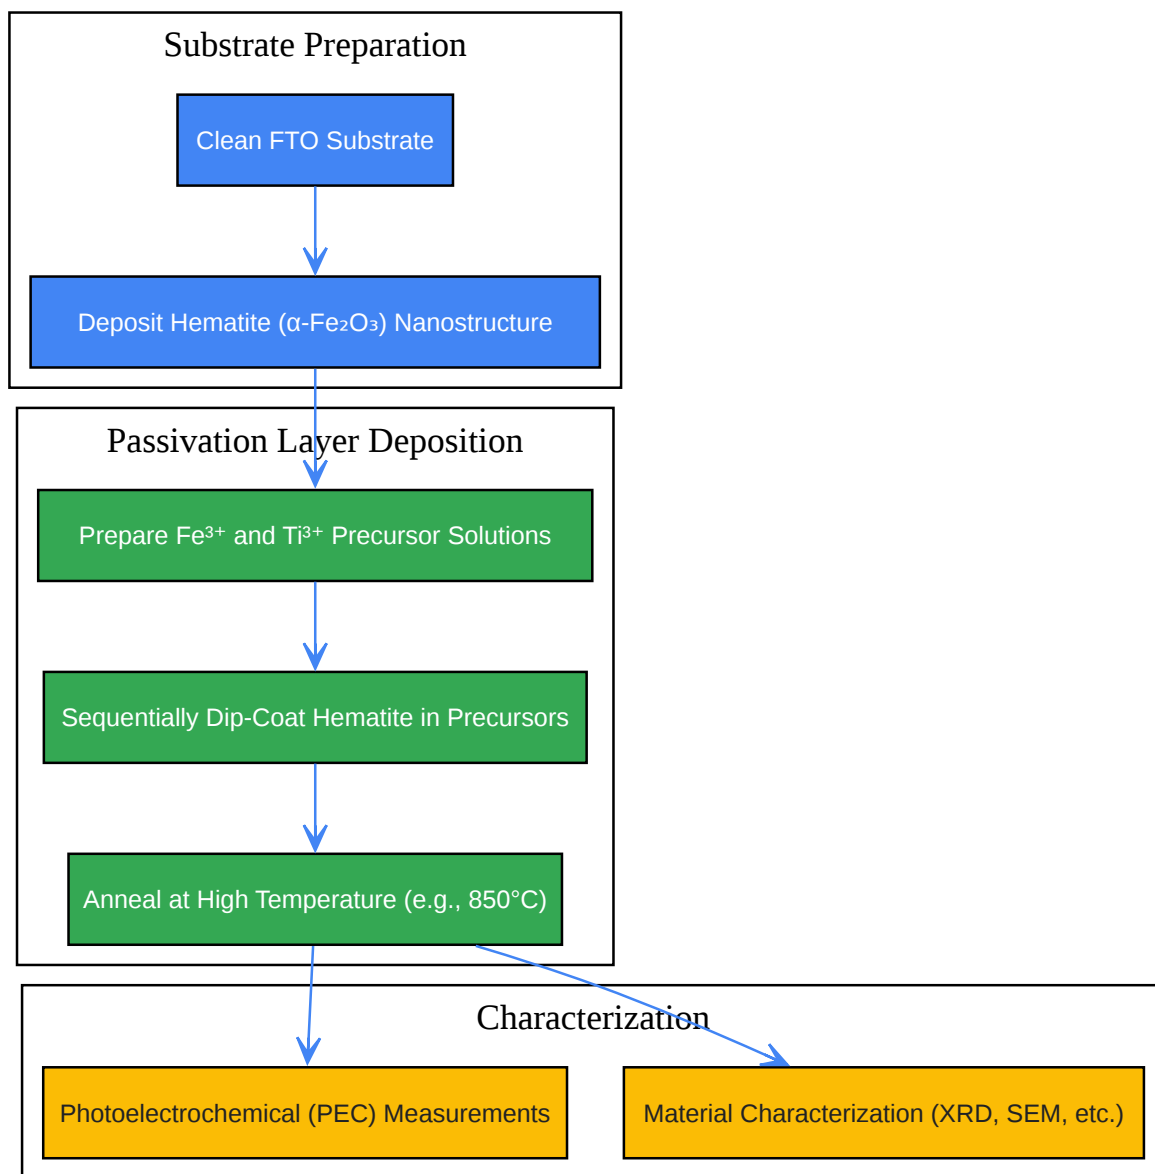 Substrate Preparation
Clean FTO Substrate
Deposit Hematite (α-Fe₂O₃) Nanostructure
Passivation Layer Deposition
Prepare Fe³⁺ and Ti³⁺ Precursor Solutions
Sequentially Dip-Coat Hematite in Precursors
Anneal at High Temperature (e.g., 850°C)
Characterization
Photoelectrochemical (PEC) Measurements
Material Characterization (XRD, SEM, etc.)